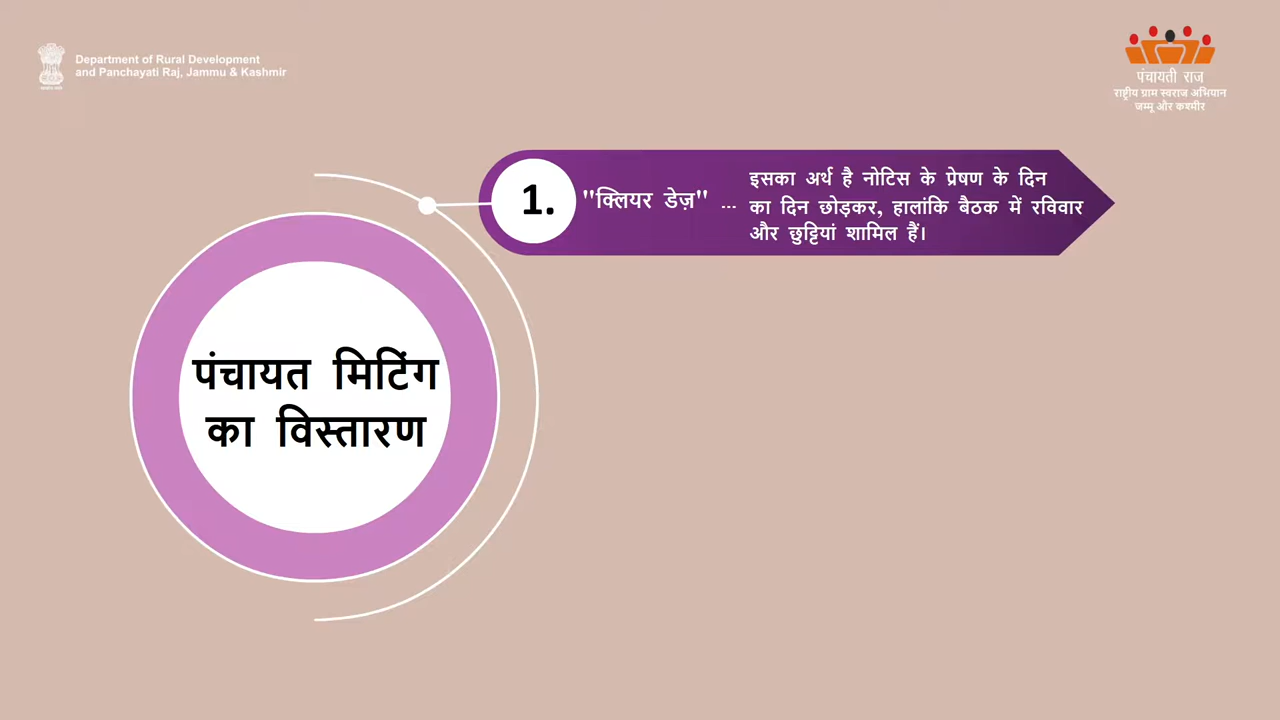 Department of Rural Development
and Panchayati Raj, Jammu & Kashmir
पंचायती राज
राष्ट्रीय ग्राम स्वराज अभियान
जम्मू और कश्मीर
1.
"क्लियर डेज़" ...
इसका अर्थ है नोटिस के प्रेषण के दिन
का दिन छोड़कर, हालांकि बैठक में रविवार
और छुट्टियां शामिल हैं।
पंचायत मिटिंग
का विस्तारण